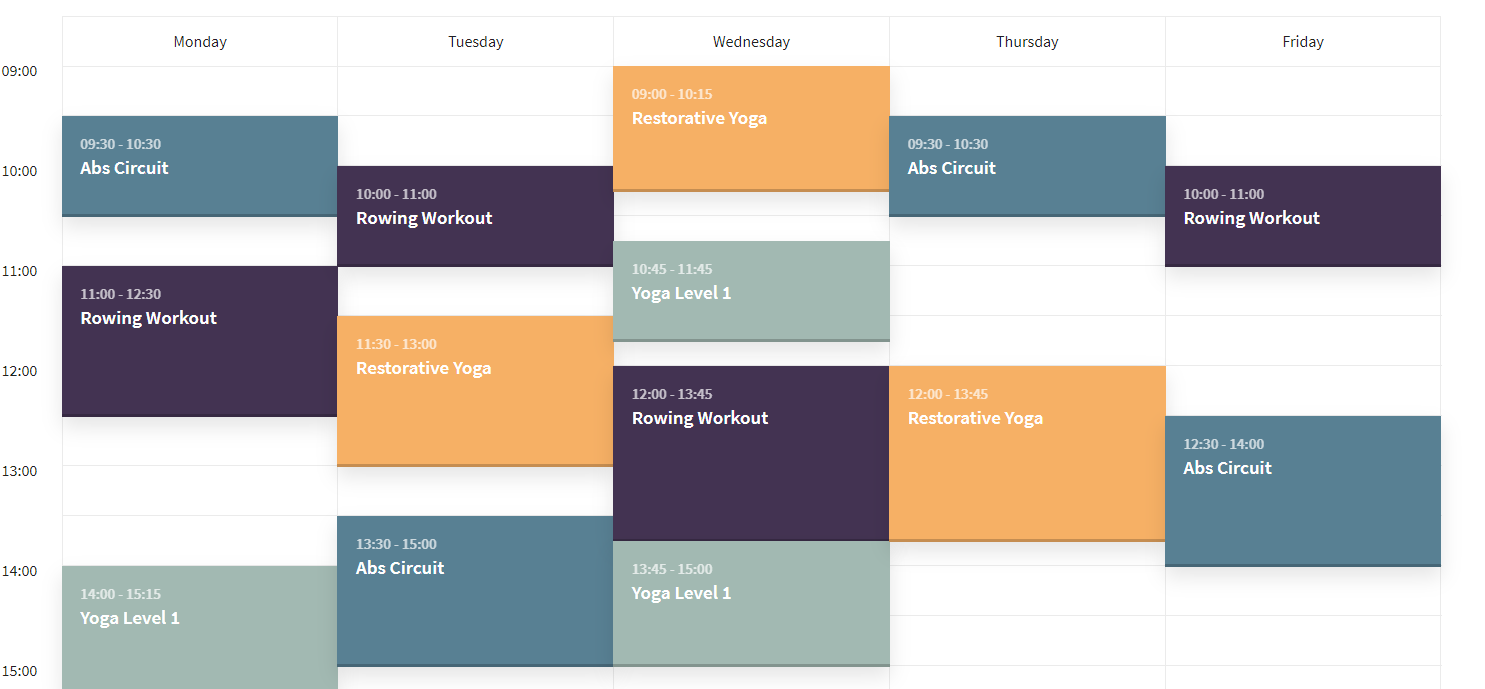 Monday
Tuesday
Wednesday
Thursday
Friday
09:00
10:00
11:00
12:00
13:00
14:00
15:00
09:30 - 10:30
Abs Circuit
11:00 - 12:30
Rowing Workout
14:00 - 15:15
Yoga Level 1
10:00 - 11:00
Rowing Workout
11:30 - 13:00
Restorative Yoga
13:30 - 15:00
Abs Circuit
09:00 - 10:15
Restorative Yoga
10:45 - 11:45
Yoga Level 1
12:00 - 13:45
Rowing Workout
13:45 - 15:00
Yoga Level 1
09:30 - 10:30
Abs Circuit
12:00 - 13:45
Restorative Yoga
10:00 - 11:00
Rowing Workout
12:30 - 14:00
Abs Circuit